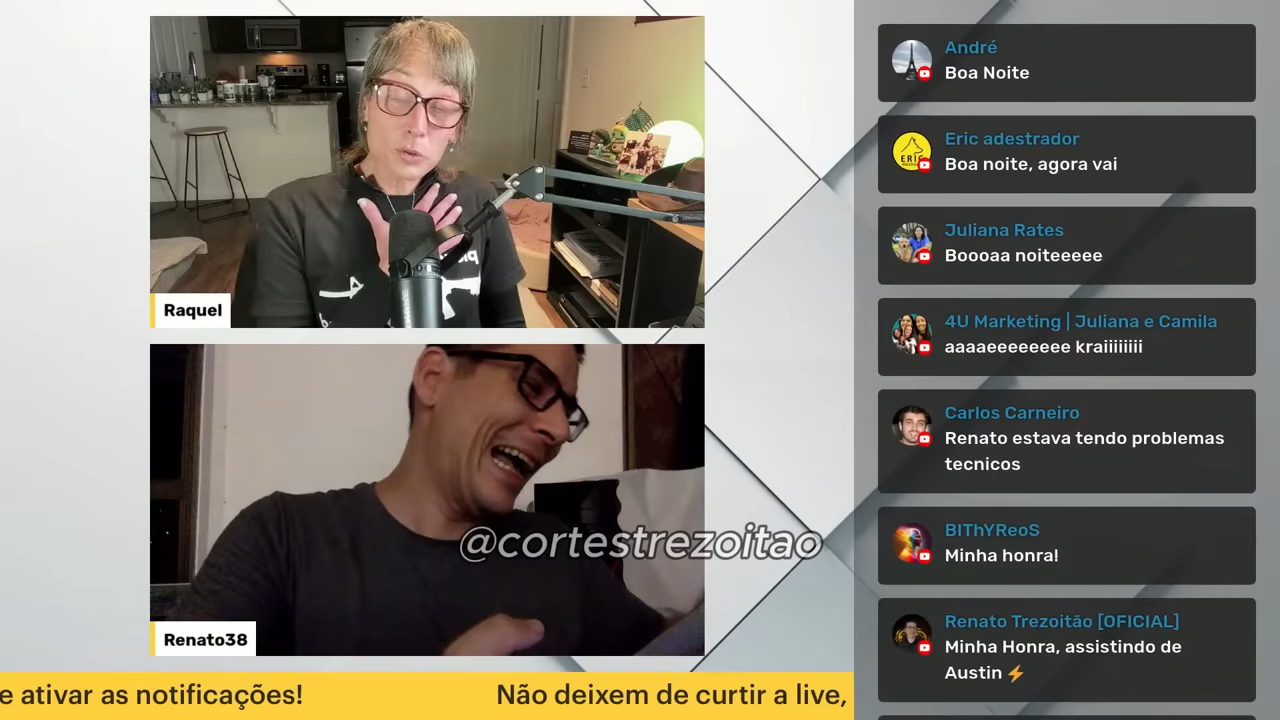 Raquel
@cortestrezoitao
Renato38
e ativar as notificações!
Não deixem de curtir a live,
André
Boa Noite
Eric adestrador
Boa noite, agora vai
Juliana Rates
Boooaa noiteeeee
4U Marketing | Juliana e Camila
aaaaeeeeeeee kraiiiiiiii
Carlos Carneiro
Renato estava tendo problemas
tecnicos
BIThYReoS
Minha honra!
Renato Trezoitão [OFICIAL]
Minha Honra, assistindo de
Austin ⚡